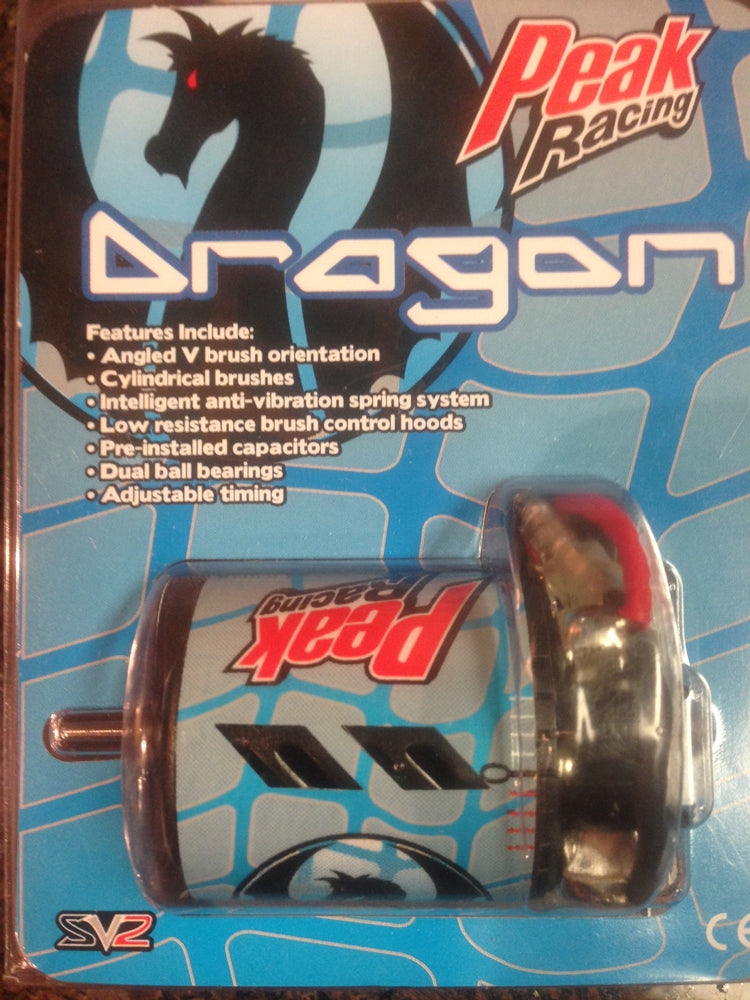 Peak
Racing
Dragon
Features Include:
• Angled V brush orientation
• Cylindrical brushes
• Intelligent anti-vibration spring system
• Low resistance brush control hoods
• Pre-installed capacitors
• Dual ball bearings
• Adjustable timing
Peak
Racing
SV2
CE